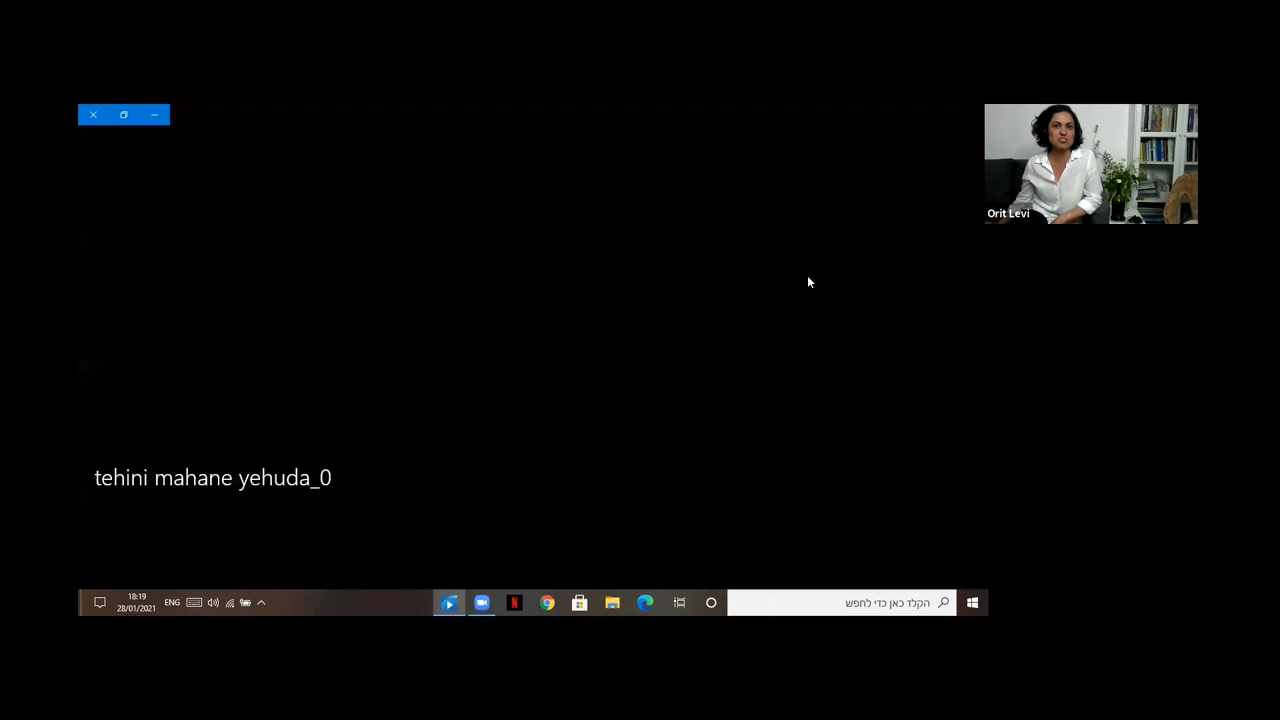 Orit Levi
tehini mahane yehuda_0
18:19
28/01/2021
ENG
N
הקלד כאן כדי לחפש